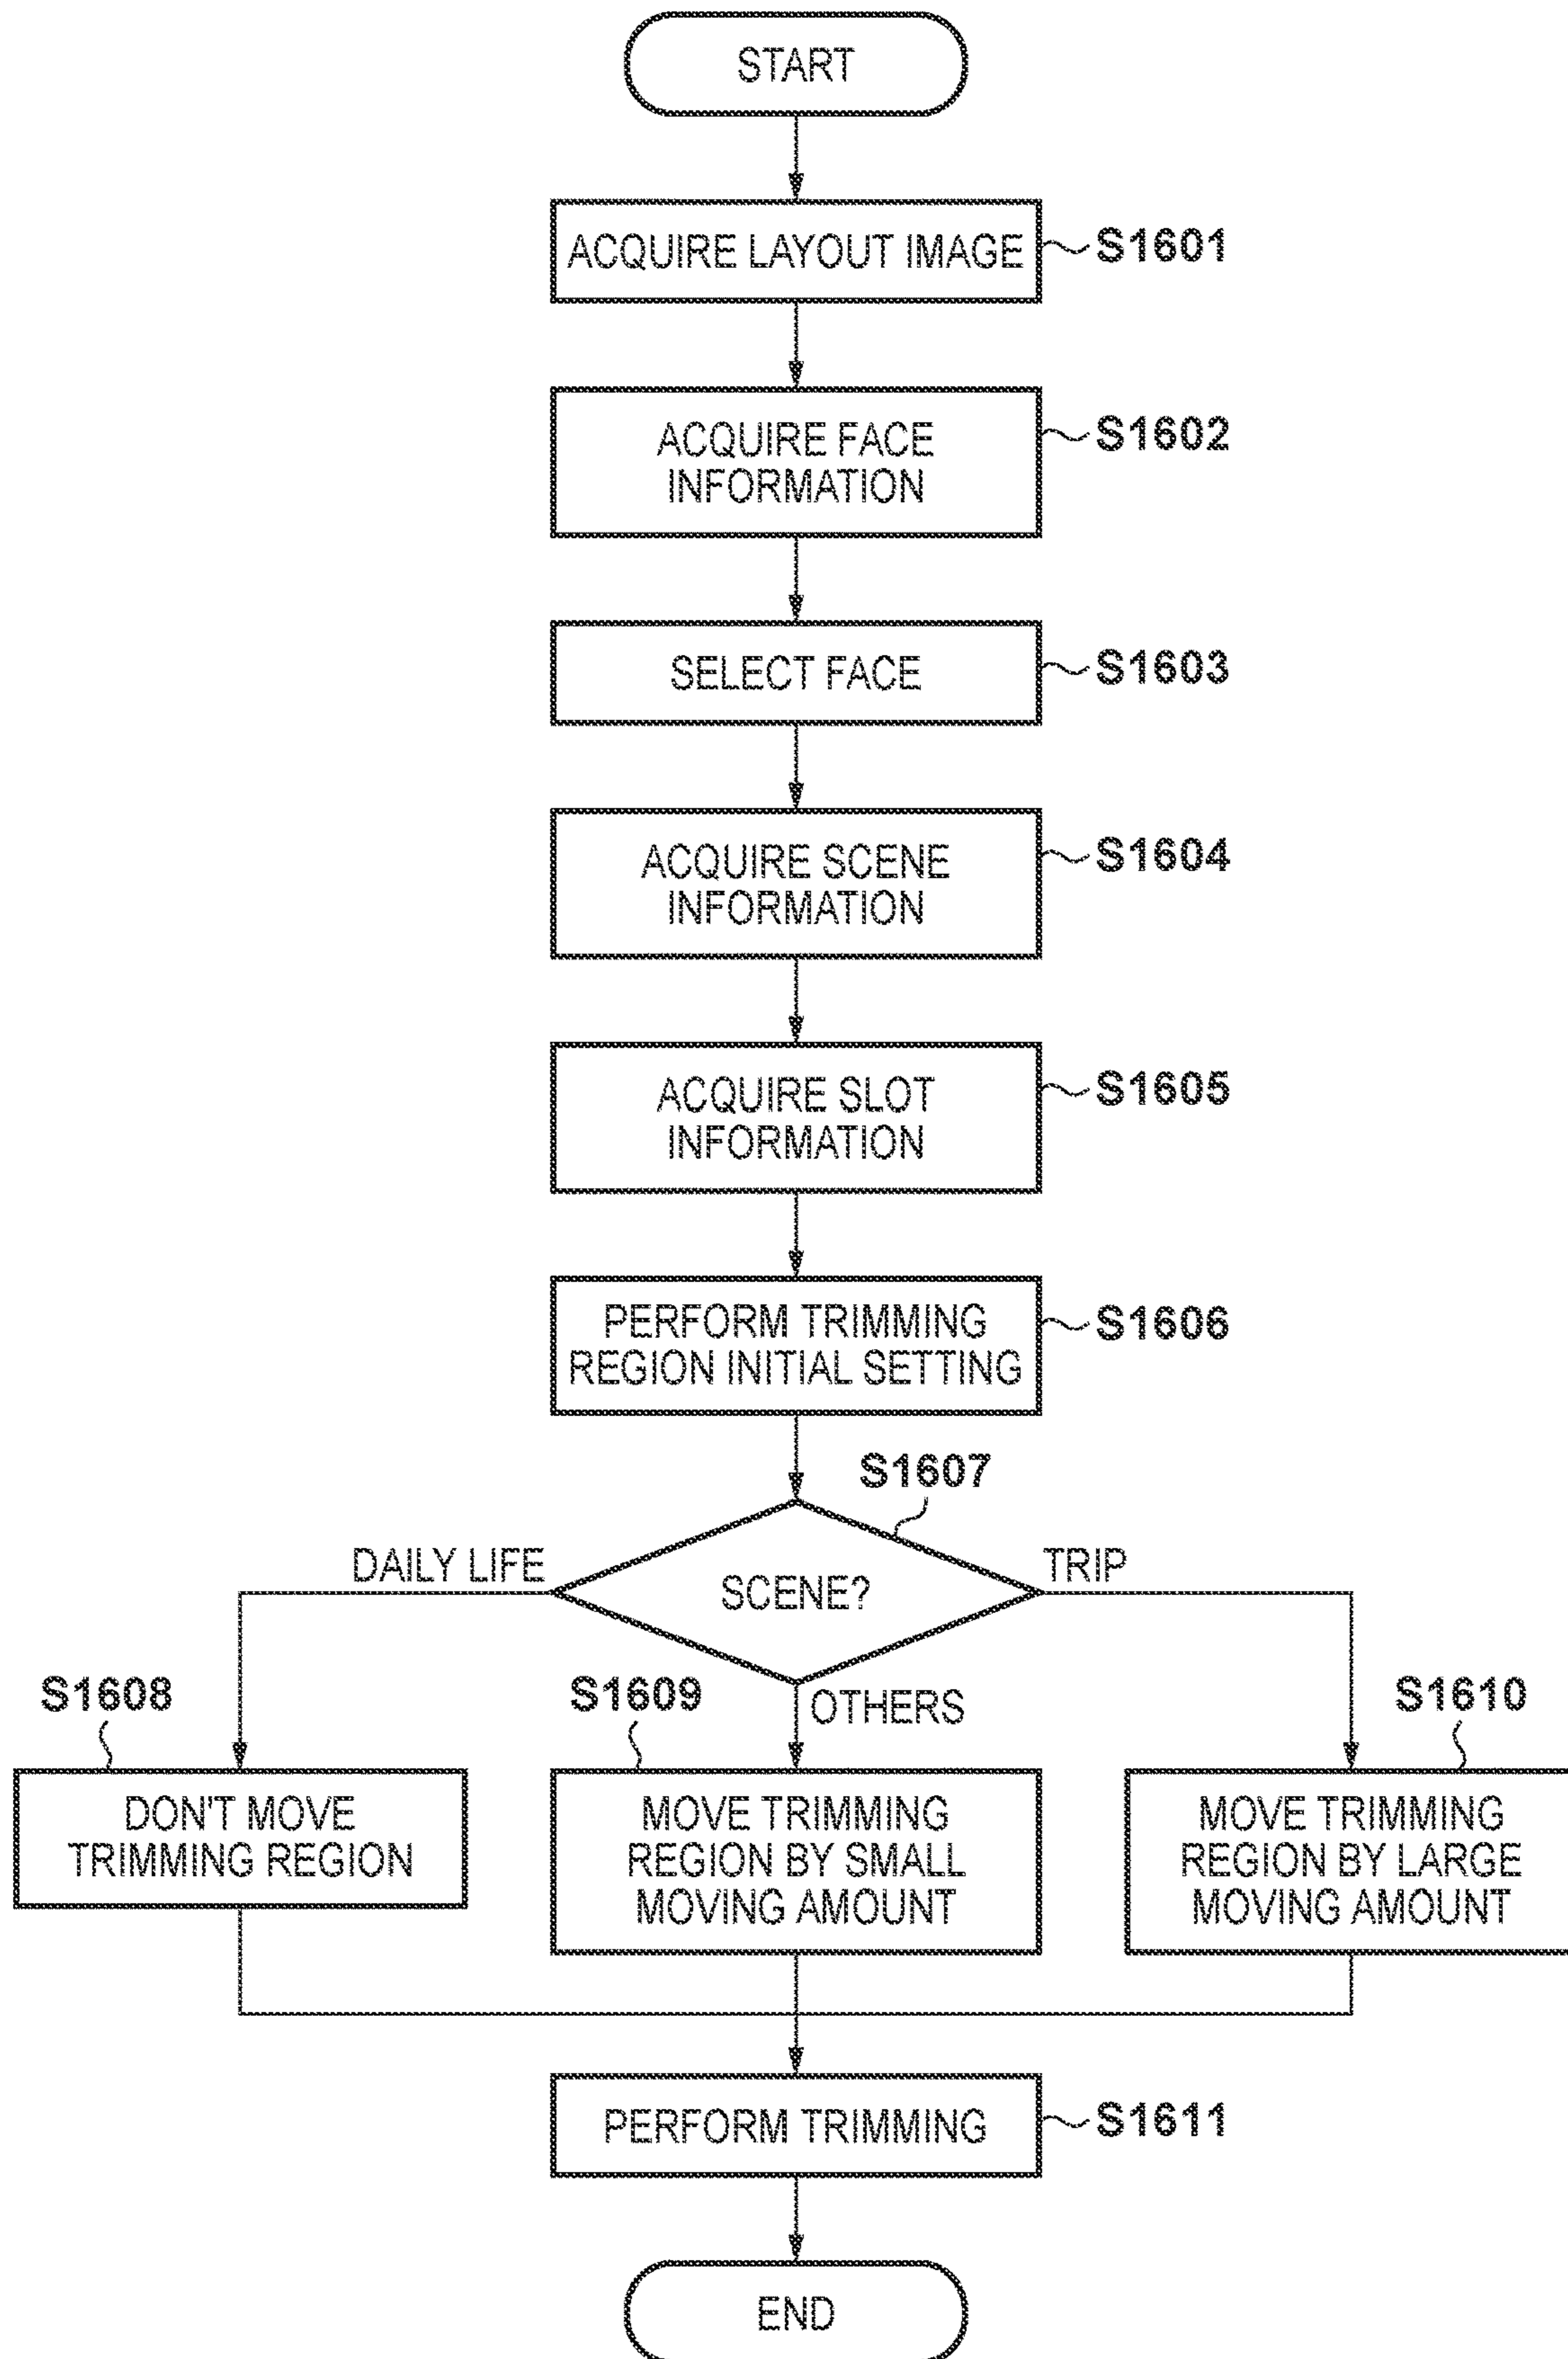 START
ACQUIRE LAYOUT IMAGE
S1601
ACQUIRE FACE
INFORMATION
S1602
SELECT FACE
S1603
ACQUIRE SCENE
INFORMATION
S1604
ACQUIRE SLOT
INFORMATION
S1605
PERFORM TRIMMING
REGION INITIAL SETTING
S1606
S1607
DAILY LIFE
SCENE?
TRIP
OTHERS
S1608
DON'T MOVE
TRIMMING REGION
S1609
MOVE TRIMMING
REGION BY SMALL
MOVING AMOUNT
S1610
MOVE TRIMMING
REGION BY LARGE
MOVING AMOUNT
PERFORM TRIMMING
S1611
END